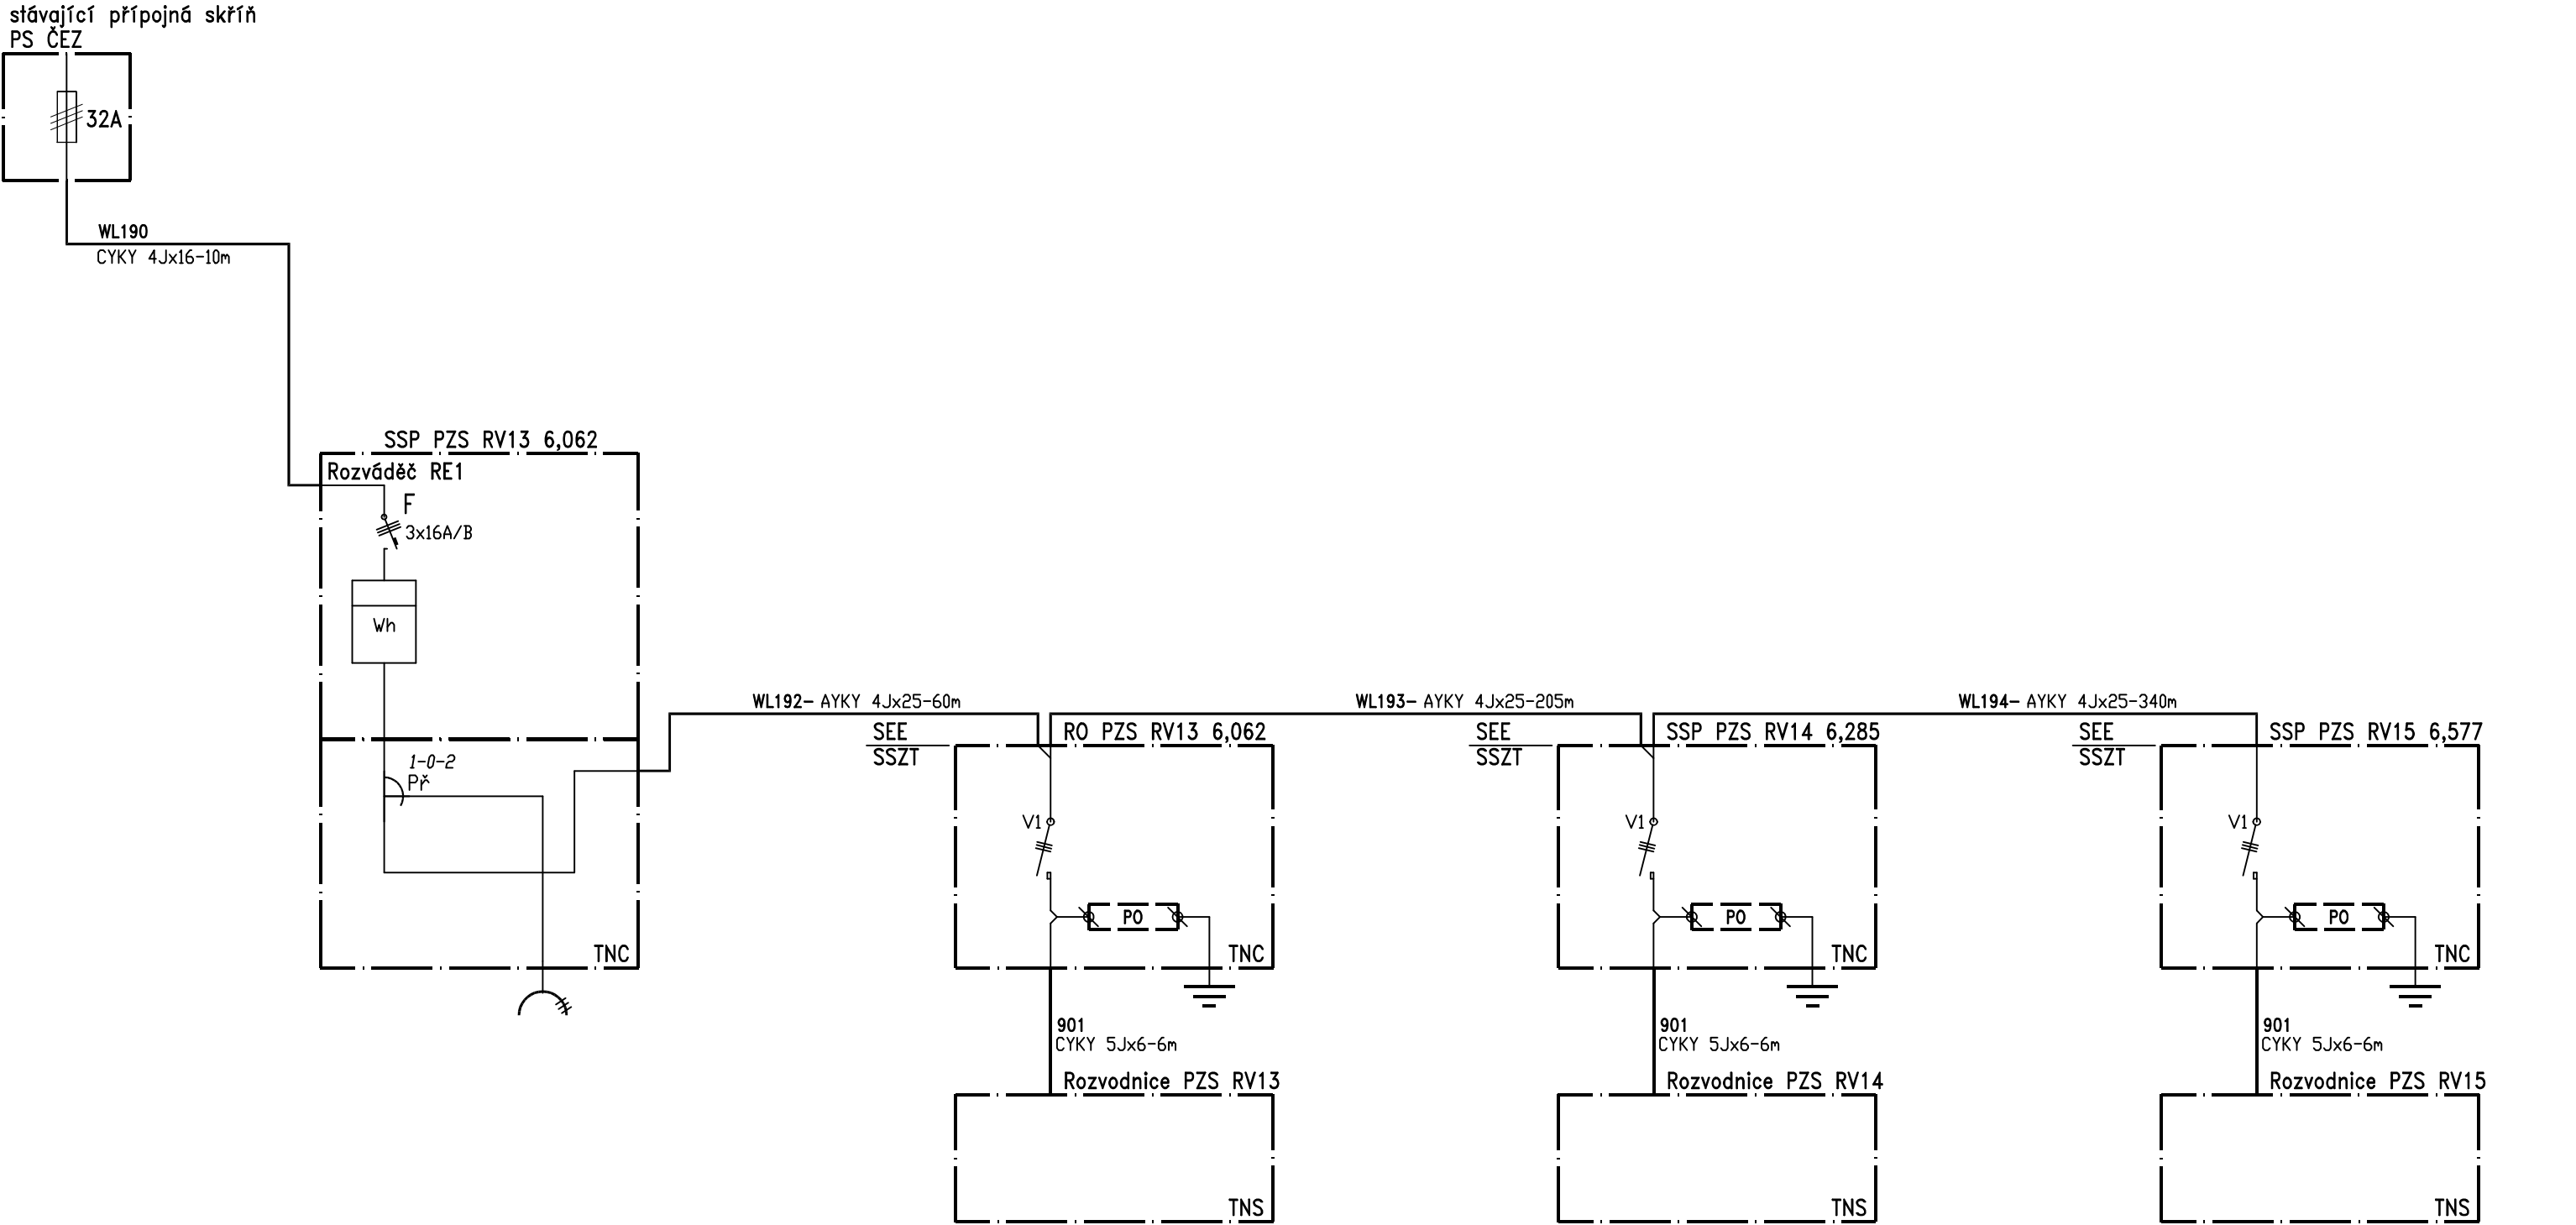 stávající přípojná skříň
PS ČEZ
32A
WL190
CYKY 4Jx16-10m
SSP PZS RV13 6,062
Rozváděč RE1
F
3x16A/B
Wh
1-0-2
Př
TNC
WL192- AYKY 4Jx25-60m
SEE
SSZT
RO PZS RV13 6,062
V1
PO
TNC
901
CYKY 5Jx6-6m
Rozvodnice PZS RV13
TNS
WL193- AYKY 4Jx25-205m
SEE
SSZT
SSP PZS RV14 6,285
V1
PO
TNC
901
CYKY 5Jx6-6m
Rozvodnice PZS RV14
TNS
WL194- AYKY 4Jx25-340m
SEE
SSZT
SSP PZS RV15 6,577
V1
PO
TNC
901
CYKY 5Jx6-6m
Rozvodnice PZS RV15
TNS